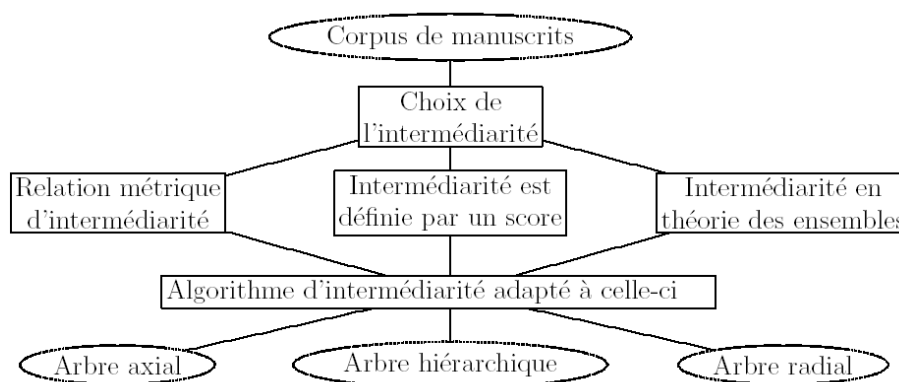 Corpus de manuscrits
Choix de
l'intermédiarité
Relation métrique
d'intermédiarité
Intermédiarité est
définie par un score
Intermédiarité en
théorie des ensembles
Algorithme d'intermédiarité adapté à celle-ci
Arbre axial
Arbre hiérarchique
Arbre radial